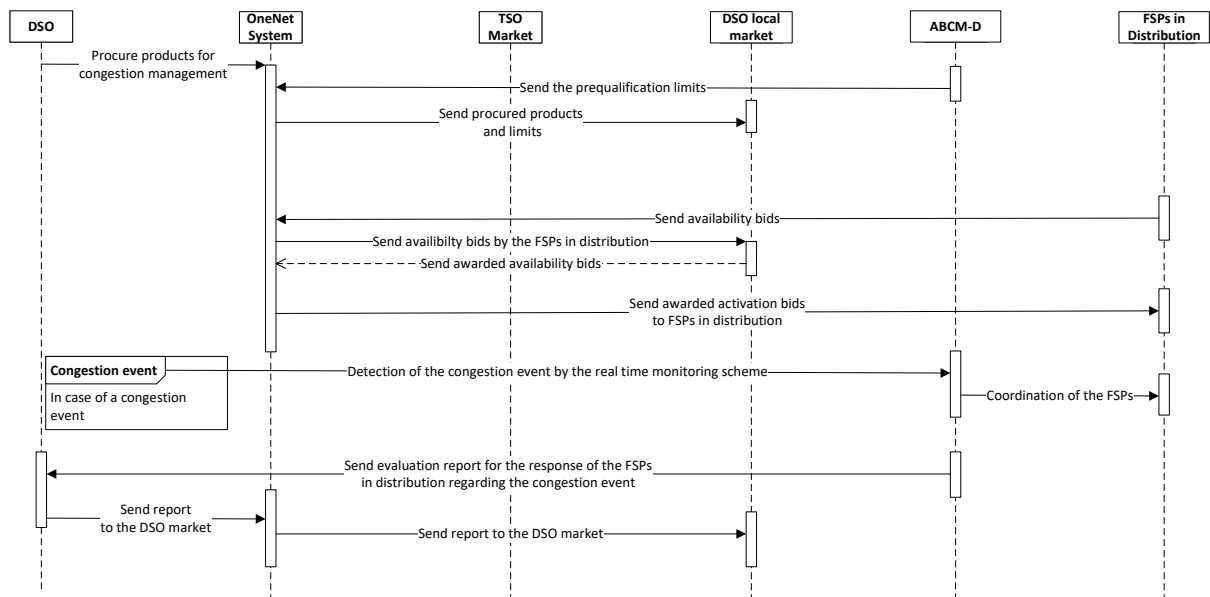 DSO
OneNet
System
TSO
Market
DSO local
market
ABCM-D
FSPs in
Distribution
Procure products for
congestion management
Send the prequalification limits
Send procured products
and limits
Send availability bids
Send availibilty bids by the FSPs in distribution
Send awarded availability bids
Send awarded activation bids
to FSPs in distribution
Congestion event
In case of a congestion
event
Detection of the congestion event by the real time monitoring scheme
Coordination of the FSPs
Send evaluation report for the response of the FSPs
in distribution regarding the congestion event
Send report
to the DSO market
Send report to the DSO market